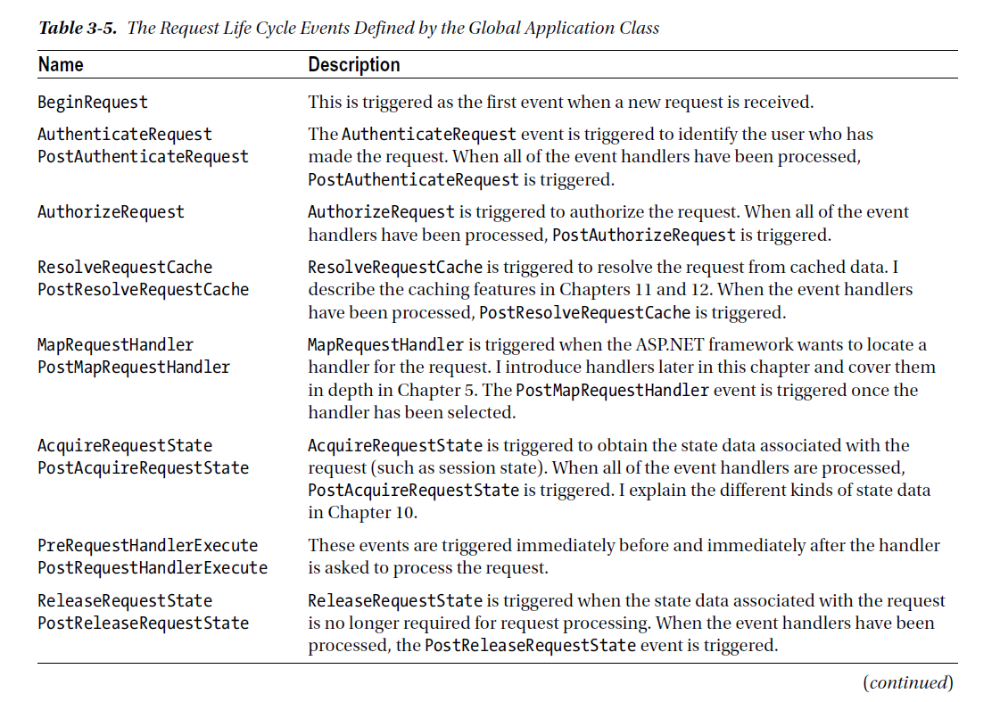 Table 3-5. The Request Life Cycle Events Defined by the Global Application Class
Name Description
BeginRequest This is triggered as the first event when a new request is received.
AuthenticateRequest The AuthenticateRequest event is triggered to identify the user who has
PostAuthenticateRequest made the request. When all of the event handlers have been processed,
PostAuthenticateRequest is triggered.
AuthorizeRequest AuthorizeRequest is triggered to authorize the request. When all of the event
handlers have been processed, PostAuthorizeRequest is triggered.
ResolveRequestCache ResolveRequestCache is triggered to resolve the request from cached data. I
PostResolveRequestCache describe the caching features in Chapters 11 and 12. When the event handlers
have been processed, PostResolveRequestCache is triggered.
MapRequestHandler MapRequestHandler is triggered when the ASP.NET framework wants to locate a
PostMapRequestHandler handler for the request. I introduce handlers later in this chapter and cover them
in depth in Chapter 5. The PostMapRequestHandler event is triggered once the
handler has been selected.
AcquireRequestState AcquireRequestState is triggered to obtain the state data associated with the
PostAcquireRequestState request (such as session state). When all of the event handlers are processed,
PostAcquireRequestState is triggered. I explain the different kinds of state data
in Chapter 10.
PreRequestHandlerExecute These events are triggered immediately before and immediately after the handler
PostRequestHandlerExecute is asked to process the request.
ReleaseRequestState ReleaseRequestState is triggered when the state data associated with the request
PostReleaseRequestState is no longer required for request processing. When the event handlers have been
processed, the PostReleaseRequestState event is triggered.
(continued)